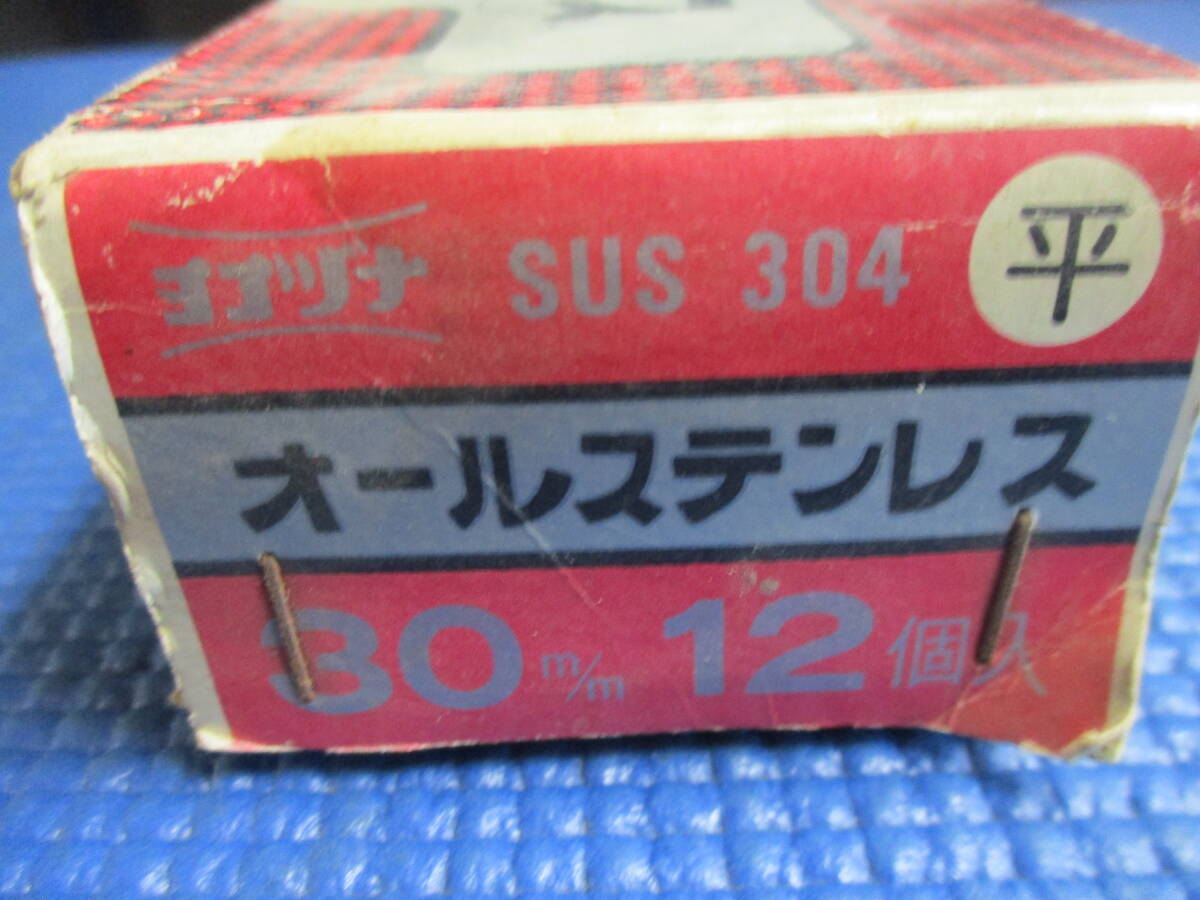 ヨコヅナ SUS 304 平
オールステンレス
30 m/m 12個入